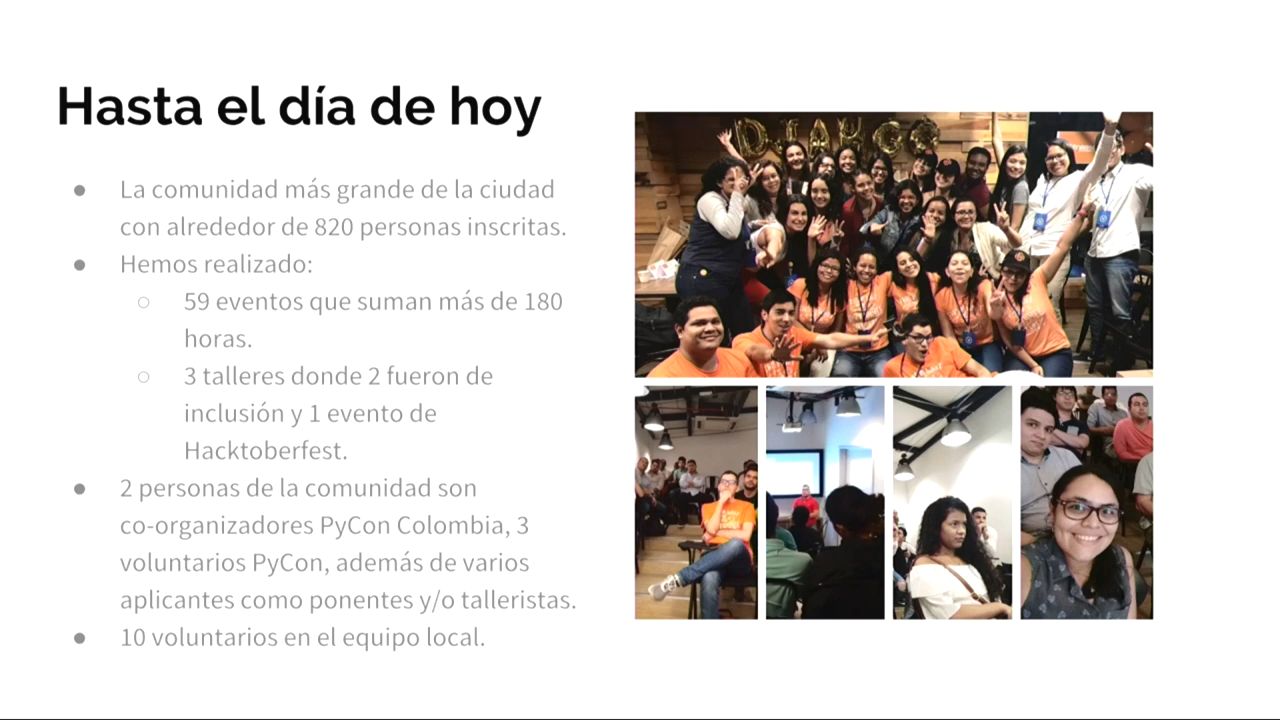 Hasta el día de hoy
● La comunidad más grande de la ciudad
con alrededor de 820 personas inscritas.
● Hemos realizado:
○ 59 eventos que suman más de 180
horas.
○ 3 talleres donde 2 fueron de
inclusión y 1 evento de
Hacktoberfest.
● 2 personas de la comunidad son
co-organizadores PyCon Colombia, 3
voluntarios PyCon, además de varios
aplicantes como ponentes y/o talleristas.
● 10 voluntarios en el equipo local.
DJANGO